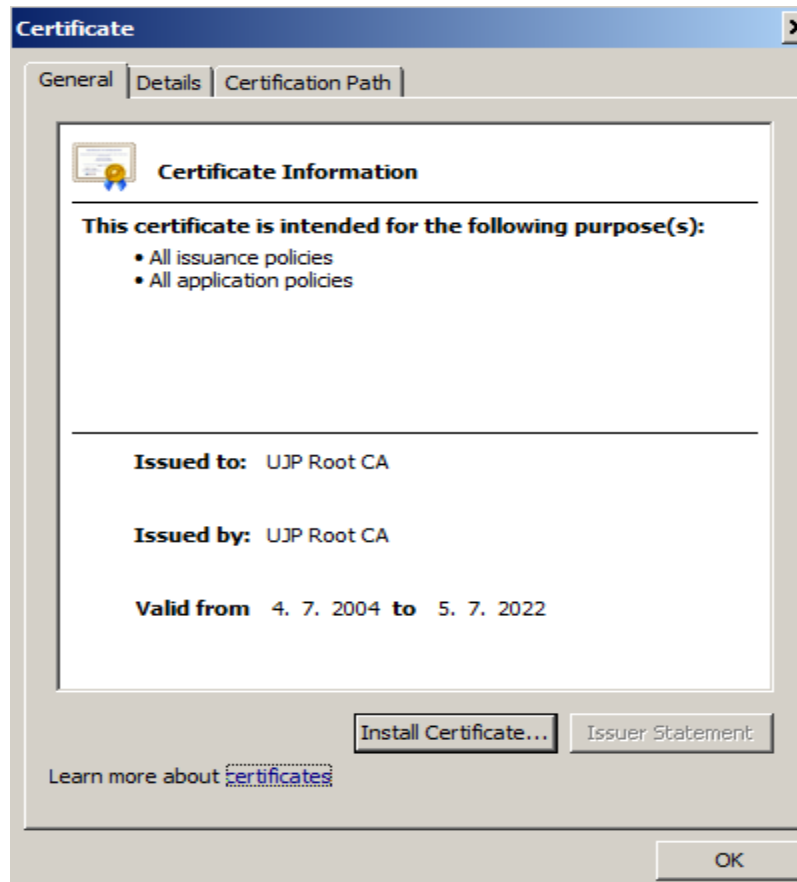 Certificate
General Details Certification Path
Certificate Information
This certificate is intended for the following purpose(s):
• All issuance policies
• All application policies
Issued to: UJP Root CA
Issued by: UJP Root CA
Valid from 4. 7. 2004 to 5. 7. 2022
Install Certificate... Issuer Statement
Learn more about certificates
OK